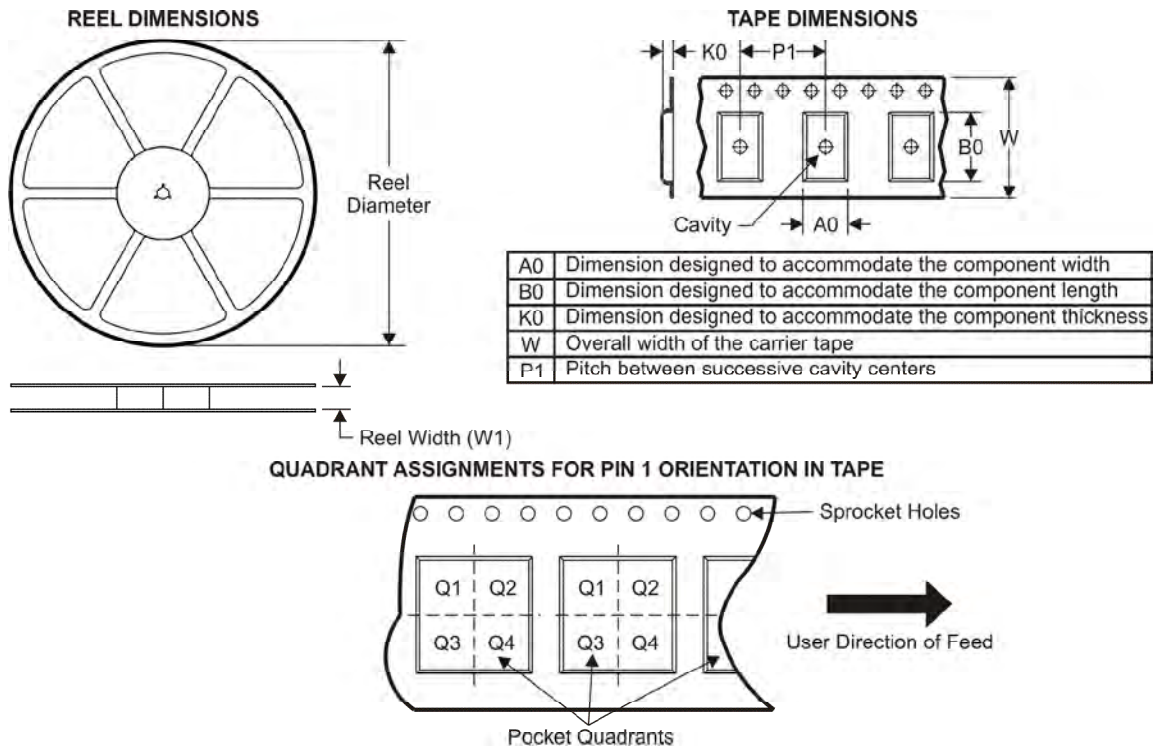 REEL DIMENSIONS
Reel
Diameter
Reel Width (W1)
TAPE DIMENSIONS
K0
P1
B0
W
Cavity
A0
A0 Dimension designed to accommodate the component width
B0 Dimension designed to accommodate the component length
K0 Dimension designed to accommodate the component thickness
W Overall width of the carrier tape
P1 Pitch between successive cavity centers
QUADRANT ASSIGNMENTS FOR PIN 1 ORIENTATION IN TAPE
Sprocket Holes
Q1 Q2 Q1 Q2
Q3 Q4 Q3 Q4
User Direction of Feed
Pocket Quadrants